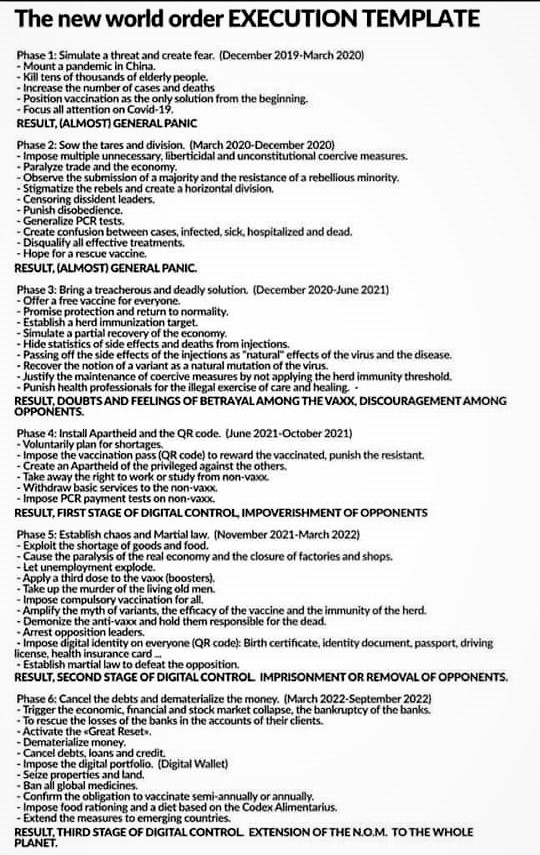 The new world order EXECUTION TEMPLATE
Phase 1: Simulate a threat and create fear. (December 2019-March 2020)
- Mount a pandemic in China.
- Kill tens of thousands of elderly people.
- Increase the number of cases and deaths
- Position vaccination as the only solution from the beginning.
- Focus all attention on Covid-19.
RESULT, (ALMOST) GENERAL PANIC
Phase 2: Sow the tares and division. (March 2020-December 2020)
- Impose multiple unnecessary, liberticidal and unconstitutional coercive measures.
- Paralyze trade and the economy.
- Observe the submission of a majority and the resistance of a rebellious minority.
- Stigmatize the rebels and create a horizontal division.
- Censoring dissident leaders.
- Punish disobedience.
- Generalize PCR tests.
- Create confusion between cases, infected, sick, hospitalized and dead.
- Disqualify all effective treatments.
- Hope for a rescue vaccine.
RESULT, (ALMOST) GENERAL PANIC.
Phase 3: Bring a treacherous and deadly solution. (December 2020-June 2021)
- Offer a free vaccine for everyone.
- Promise protection and return to normality.
- Establish a herd immunization target.
- Simulate a partial recovery of the economy.
- Hide statistics of side effects and deaths from injections.
- Passing off the side effects of the injections as "natural" effects of the virus and the disease.
- Recover the notion of a variant as a natural mutation of the virus.
- Justify the maintenance of coercive measures by not applying the herd immunity threshold.
- Punish health professionals for the illegal exercise of care and healing. -
RESULT, DOUBTS AND FEELINGS OF BETRAYAL AMONG THE VAXX, DISCOURAGEMENT AMONG
OPPONENTS.
Phase 4: Install Apartheid and the QR code. (June 2021-October 2021)
- Voluntarily plan for shortages.
- Impose the vaccination pass (QR code) to reward the vaccinated, punish the resistant.
- Create an Apartheid of the privileged against the others.
- Take away the right to work or study from non-vaxx.
- Withdraw basic services to the non-vaxx.
- Impose PCR payment tests on non-vaxx.
RESULT, FIRST STAGE OF DIGITAL CONTROL, IMPOVERISHMENT OF OPPONENTS
Phase 5: Establish chaos and Martial law. (November 2021-March 2022)
- Exploit the shortage of goods and food.
- Cause the paralysis of the real economy and the closure of factories and shops.
- Let unemployment explode.
- Apply a third dose to the vaxx (boosters).
- Take up the murder of the living old men.
- Impose compulsory vaccination for all.
- Amplify the myth of variants, the efficacy of the vaccine and the immunity of the herd.
- Demonize the anti-vaxx and hold them responsible for the dead.
- Arrest opposition leaders.
- Impose digital identity on everyone (QR code): Birth certificate, identity document, passport, driving
license, health insurance card ...
- Establish martial law to defeat the opposition.
RESULT, SECOND STAGE OF DIGITAL CONTROL. IMPRISONMENT OR REMOVAL OF OPPONENTS.
Phase 6: Cancel the debts and dematerialize the money. (March 2022-September 2022)
- Trigger the economic, financial and stock market collapse, the bankruptcy of the banks.
- To rescue the losses of the banks in the accounts of their clients.
- Activate the «Great Reset».
- Dematerialize money.
- Cancel debts, loans and credit.
- Impose the digital portfolio. (Digital Wallet)
- Seize properties and land.
- Ban all global medicines.
- Confirm the obligation to vaccinate semi-annually or annually.
- Impose food rationing and a diet based on the Codex Alimentarius.
- Extend the measures to emerging countries.
RESULT, THIRD STAGE OF DIGITAL CONTROL. EXTENSION OF THE N.O.M. TO THE WHOLE
PLANET.